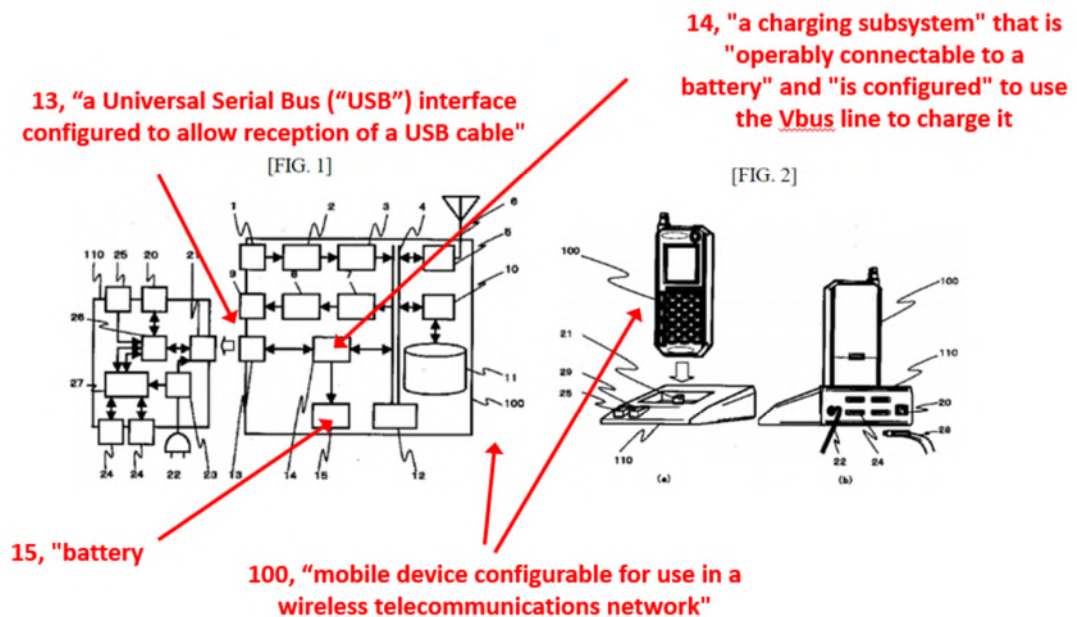 14, "a charging subsystem" that is
"operably connectable to a
battery" and "is configured" to use
the Vbus line to charge it
13, “a Universal Serial Bus (“USB”) interface
configured to allow reception of a USB cable"
[FIG. 1]
[FIG. 2]
1 2 3 4 6
5
110 25 20 21 9 8 7 10
26
27
11
100
24 24 22 23 13 14 15 12
100
21
29
25
110
(a)
100
110
20
28
22 24
(b)
15, "battery
100, “mobile device configurable for use in a
wireless telecommunications network"